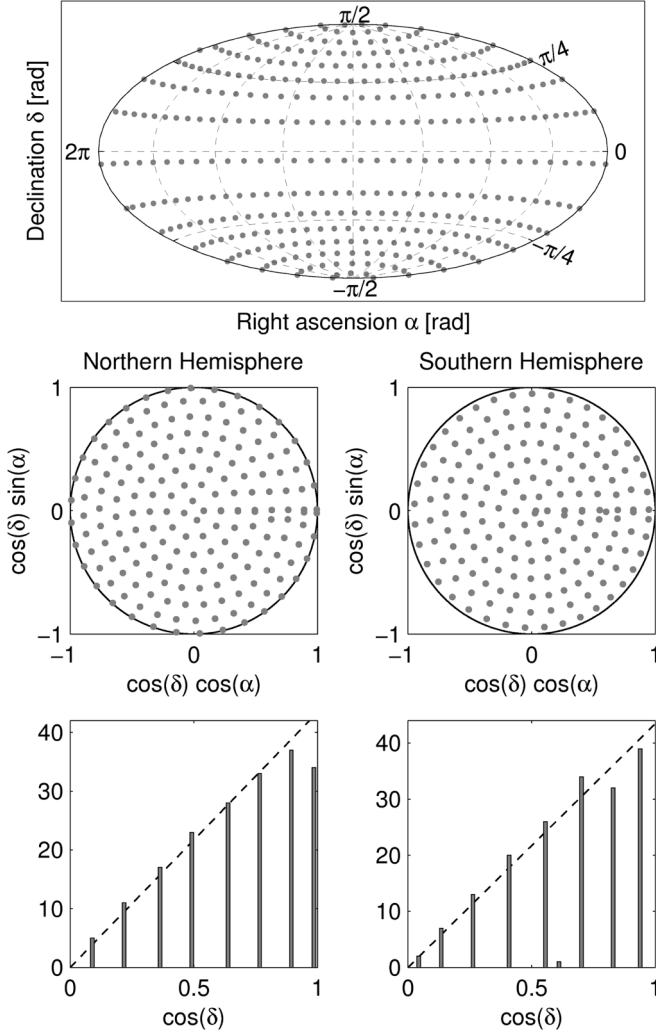 π/2
π/4
Declination δ [rad]
2π
0
−π/4
−π/2
Right ascension α [rad]
Northern Hemisphere
Southern Hemisphere
1
1
cos(δ) sin(α)
0
cos(δ) sin(α)
0
−1
−1
−1
0
1
−1
0
1
cos(δ) cos(α)
cos(δ) cos(α)
40
40
30
30
20
20
10
10
0
0
0
0.5
1
0
0.5
1
cos(δ)
cos(δ)